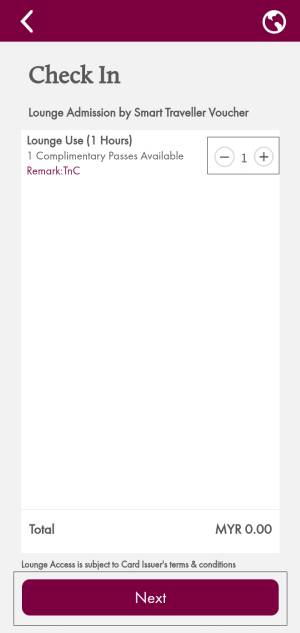 Check In
Lounge Admission by Smart Traveller Voucher
Lounge Use (1 Hours)
1 Complimentary Passes Available
Remark:TnC
1
Total
MYR 0.00
Lounge Access is subject to Card Issuer's terms & conditions
Next